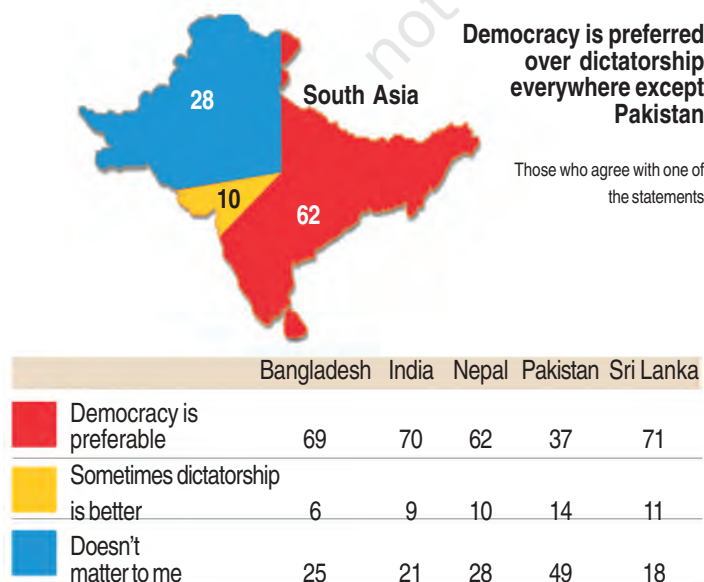 Democracy is preferred
over dictatorship
everywhere except
Pakistan
Those who agree with one of
the statements
not
South Asia
28
10
62
Bangladesh India Nepal Pakistan Sri Lanka
Democracy is
preferable 69 70 62 37 71
Sometimes dictatorship
is better 6 9 10 14 11
Doesn't
matter to me 25 21 28 49 18